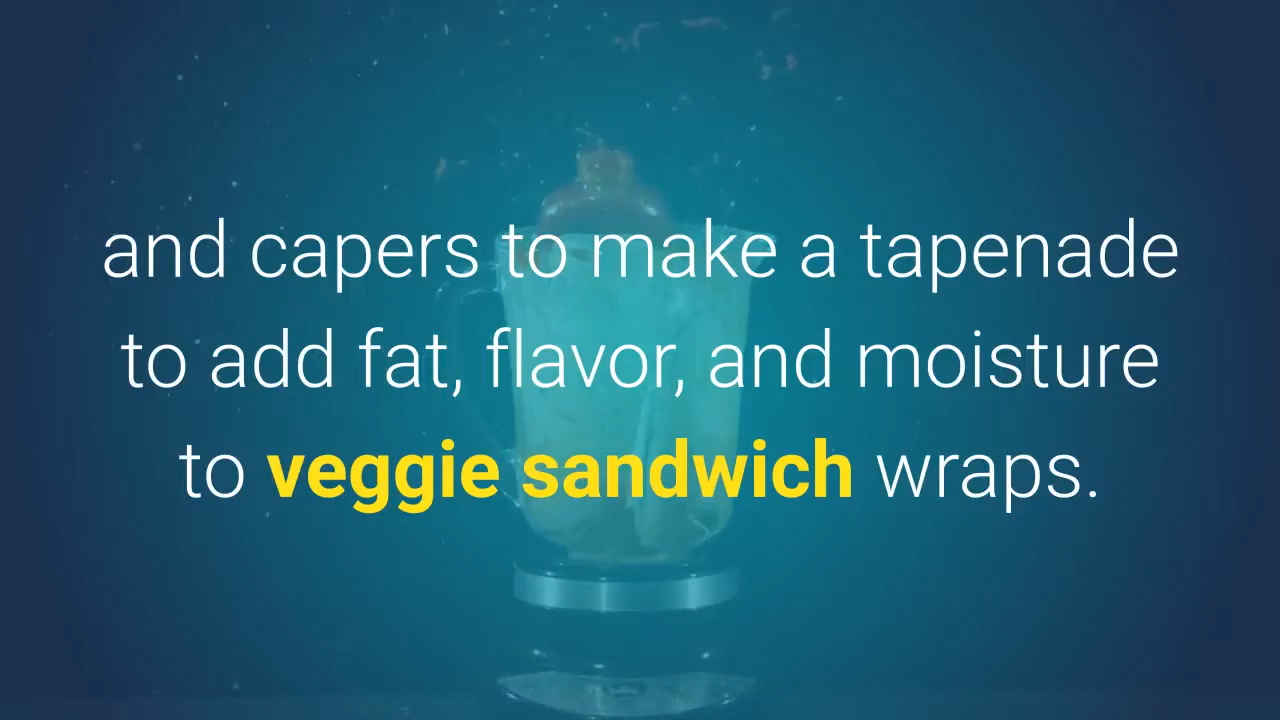 and capers to make a tapenade
to add fat, flavor, and moisture
to veggie sandwich wraps.